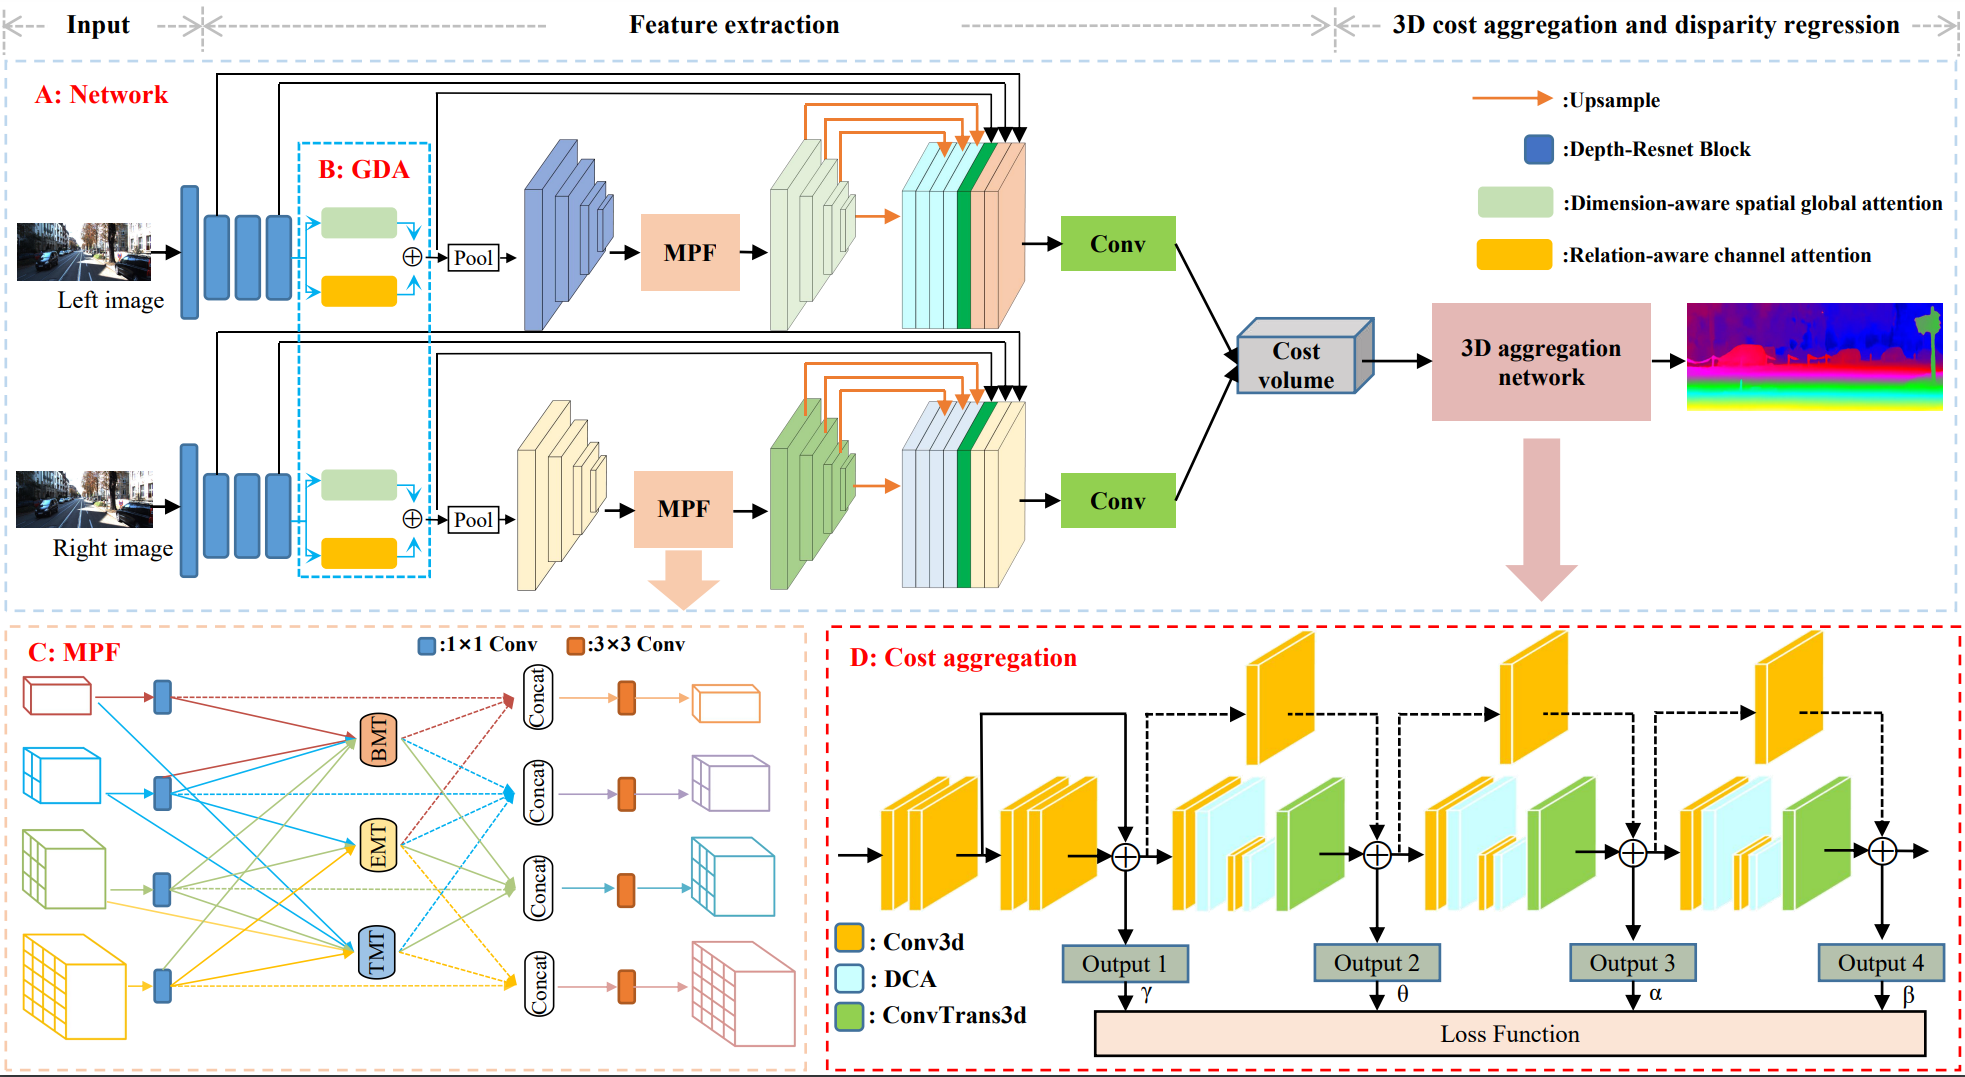 Input
Feature extraction
3D cost aggregation and disparity regression
A: Network
:Upsample
:Depth-Resnet Block
:Dimension-aware spatial global attention
:Relation-aware channel attention
B: GDA
Left image
Pool
MPF
Conv
Cost
volume
3D aggregation
network
Right image
Pool
MPF
Conv
C: MPF
:1×1 Conv
:3×3 Conv
BMT
EMT
TMT
Concat
Concat
Concat
Concat
D: Cost aggregation
: Conv3d
: DCA
: ConvTrans3d
Output 1
Output 2
Output 3
Output 4
γ
θ
α
β
Loss Function